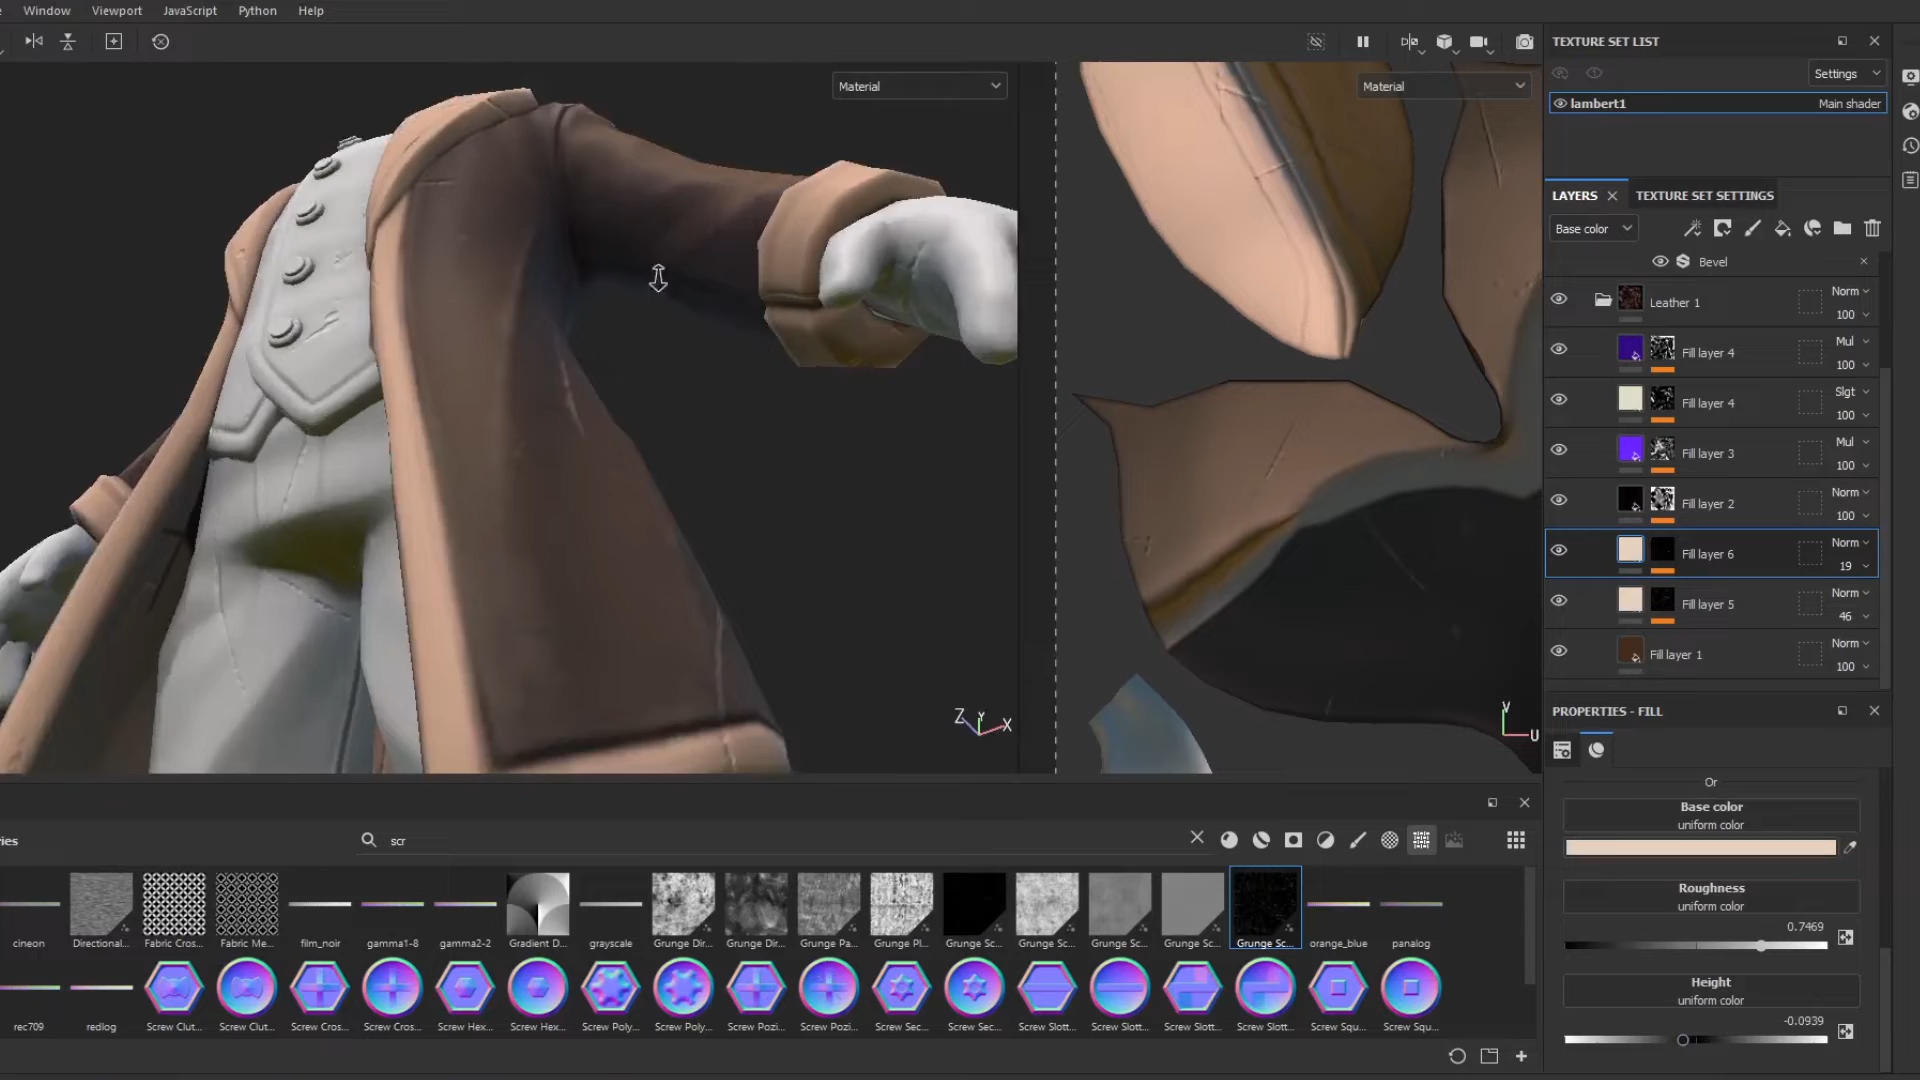 Window Viewport JavaScript Python Help
Material
Material
Z Y X
V
U
TEXTURE SET LIST
Settings
lambert1 Main shader
LAYERS TEXTURE SET SETTINGS
Base color
Bevel
Leather 1 Norm 100
Fill layer 4 Mul 100
Fill layer 4 Slgt 100
Fill layer 3 Mul 100
Fill layer 2 Norm 100
Fill layer 6 Norm 19
Fill layer 5 Norm 46
Fill layer 1 Norm 100
PROPERTIES - FILL
Or
Base color
uniform color
Roughness
uniform color
0.7469
Height
uniform color
-0.0939
ries
scr
cineon Directional... Fabric Cros... Fabric Me... film_noir gamma1-8 gamma2-2 Gradient D... grayscale Grunge Dir... Grunge Dir... Grunge Pa... Grunge Pl... Grunge Sc... Grunge Sc... Grunge Sc... Grunge Sc... Grunge Sc... orange_blue panalog
rec709 redlog Screw Clut... Screw Clut... Screw Cros... Screw Cros... Screw Hex... Screw Hex... Screw Poly... Screw Poly... Screw Pozi... Screw Pozi... Screw Sec... Screw Sec... Screw Slott... Screw Slott... Screw Slott... Screw Slott... Screw Squ... Screw Squ...